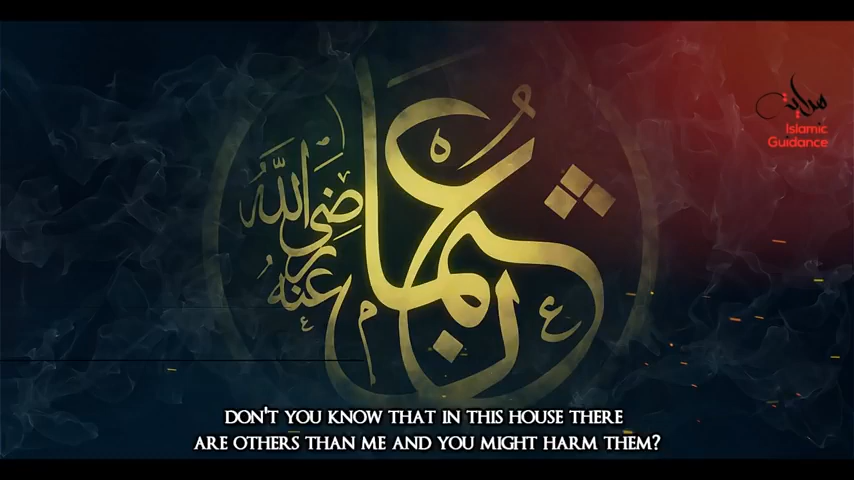 عثمان
رضي الله عنه
هداية
Islamic
Guidance
DON'T YOU KNOW THAT IN THIS HOUSE THERE
ARE OTHERS THAN ME AND YOU MIGHT HARM THEM?